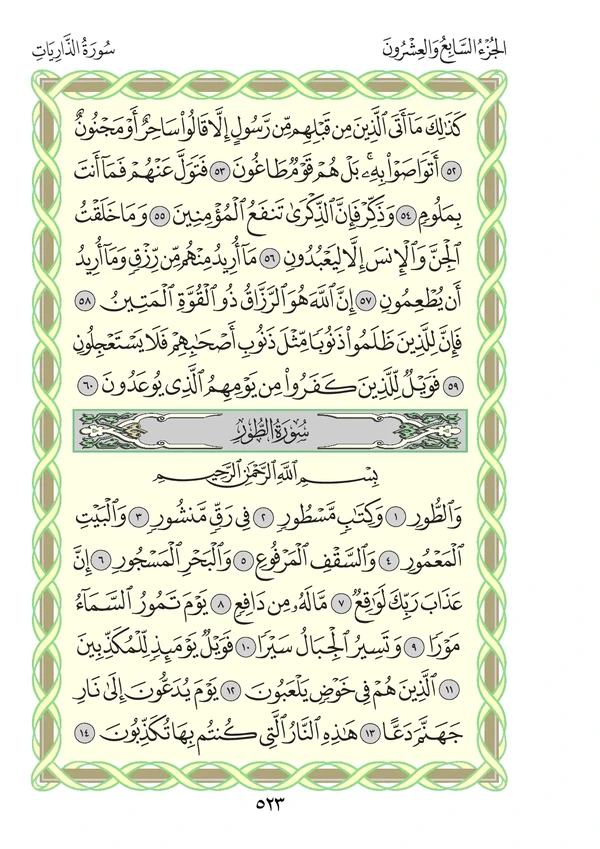 الجُزْءُ السَّابِعُ وَالعِشْرُونَ
سُورَةُ الذَّارِيَاتِ
كَذَٰلِكَ مَآ أَتَى ٱلَّذِينَ مِن قَبۡلِهِم مِّن رَّسُولٍ إِلَّا قَالُواْ سَاحِرٌ أَوۡ مَجۡنُونٌ
٥٢ أَتَوَاصَوۡاْ بِهِۦۚ بَلۡ هُمۡ قَوۡمٌ طَاغُونَ ٥٣ فَتَوَلَّ عَنۡهُمۡ فَمَآ أَنتَ
بِمَلُومٍ ٥٤ وَذَكِّرۡ فَإِنَّ ٱلذِّكۡرَىٰ تَنفَعُ ٱلۡمُؤۡمِنِينَ ٥٥ وَمَا خَلَقۡتُ
ٱلۡجِنَّ وَٱلۡإِنسَ إِلَّا لِيَعۡبُدُونِ ٥٦ مَآ أُرِيدُ مِنۡهُم مِّن رِّزۡقٍ وَمَآ أُرِيدُ
أَن يُطۡعِمُونِ ٥٧ إِنَّ ٱللَّهَ هُوَ ٱلرَّزَّاقُ ذُو ٱلۡقُوَّةِ ٱلۡمَتِينُ ٥٨
فَإِنَّ لِلَّذِينَ ظَلَمُواْ ذَنُوبًا مِّثۡلَ ذَنُوبِ أَصۡحَٰبِهِمۡ فَلَا يَسۡتَعۡجِلُونِ
٥٩ فَوَيۡلٌ لِّلَّذِينَ كَفَرُواْ مِن يَوۡمِهِمُ ٱلَّذِي يُوعَدُونَ ٦٠
سُورَةُ الطُّورِ
بِسۡمِ ٱللَّهِ ٱلرَّحۡمَٰنِ ٱلرَّحِيمِ
وَٱلطُّورِ ١ وَكِتَٰبٍ مَّسۡطُورٍ ٢ فِي رَقٍّ مَّنشُورٍ ٣ وَٱلۡبَيۡتِ
ٱلۡمَعۡمُورِ ٤ وَٱلسَّقۡفِ ٱلۡمَرۡفُوعِ ٥ وَٱلۡبَحۡرِ ٱلۡمَسۡجُورِ ٦ إِنَّ
عَذَابَ رَبِّكَ لَوَٰقِعٌ ٧ مَّا لَهُۥ مِن دَافِعٍ ٨ يَوۡمَ تَمُورُ ٱلسَّمَآءُ
مَوۡرًا ٩ وَتَسِيرُ ٱلۡجِبَالُ سَيۡرًا ١٠ فَوَيۡلٌ يَوۡمَئِذٍ لِّلۡمُكَذِّبِينَ
١١ ٱلَّذِينَ هُمۡ فِي خَوۡضٍ يَلۡعَبُونَ ١٢ يَوۡمَ يُدَعُّونَ إِلَىٰ نَارِ
جَهَنَّمَ دَعًّا ١٣ هَٰذِهِ ٱلنَّارُ ٱلَّتِي كُنتُم بِهَا تُكَذِّبُونَ ١٤
٥٢٣